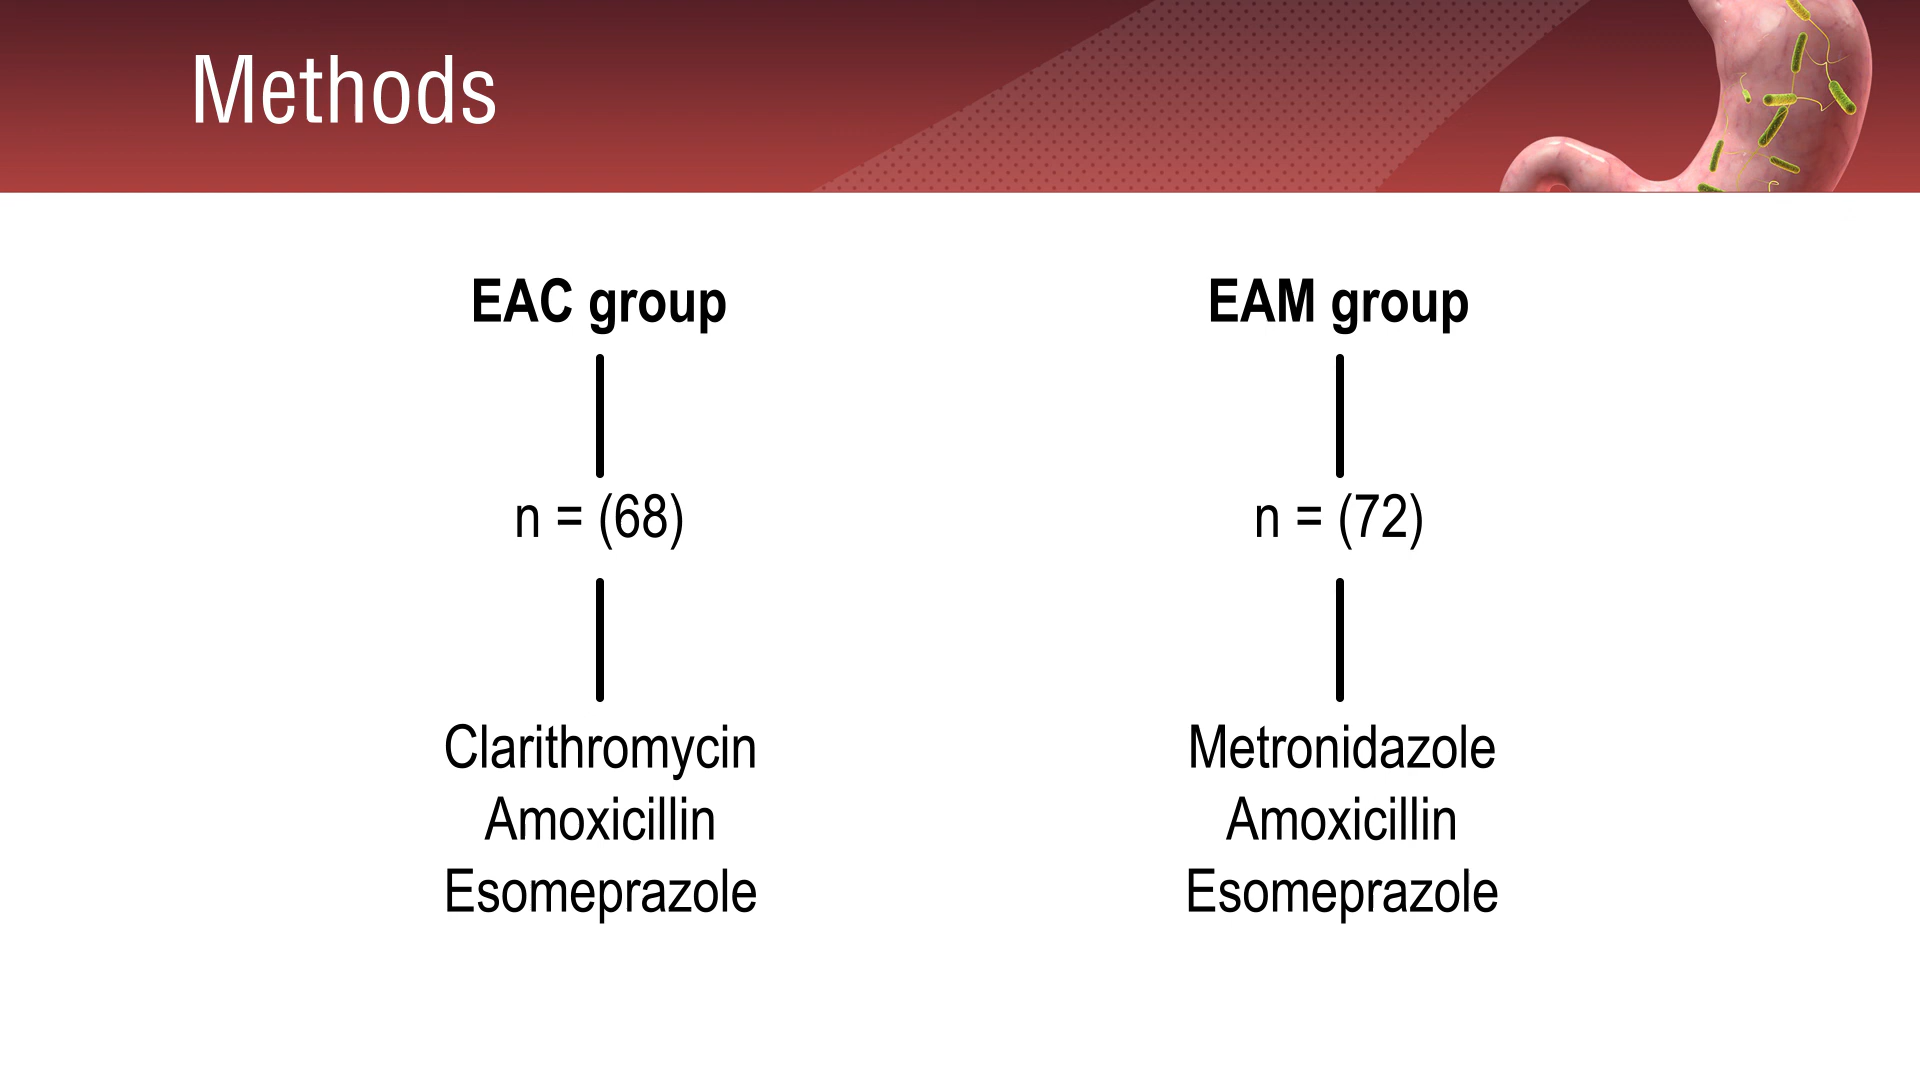 Methods
EAC group
n = (68)
Clarithromycin
Amoxicillin
Esomeprazole
EAM group
n = (72)
Metronidazole
Amoxicillin
Esomeprazole